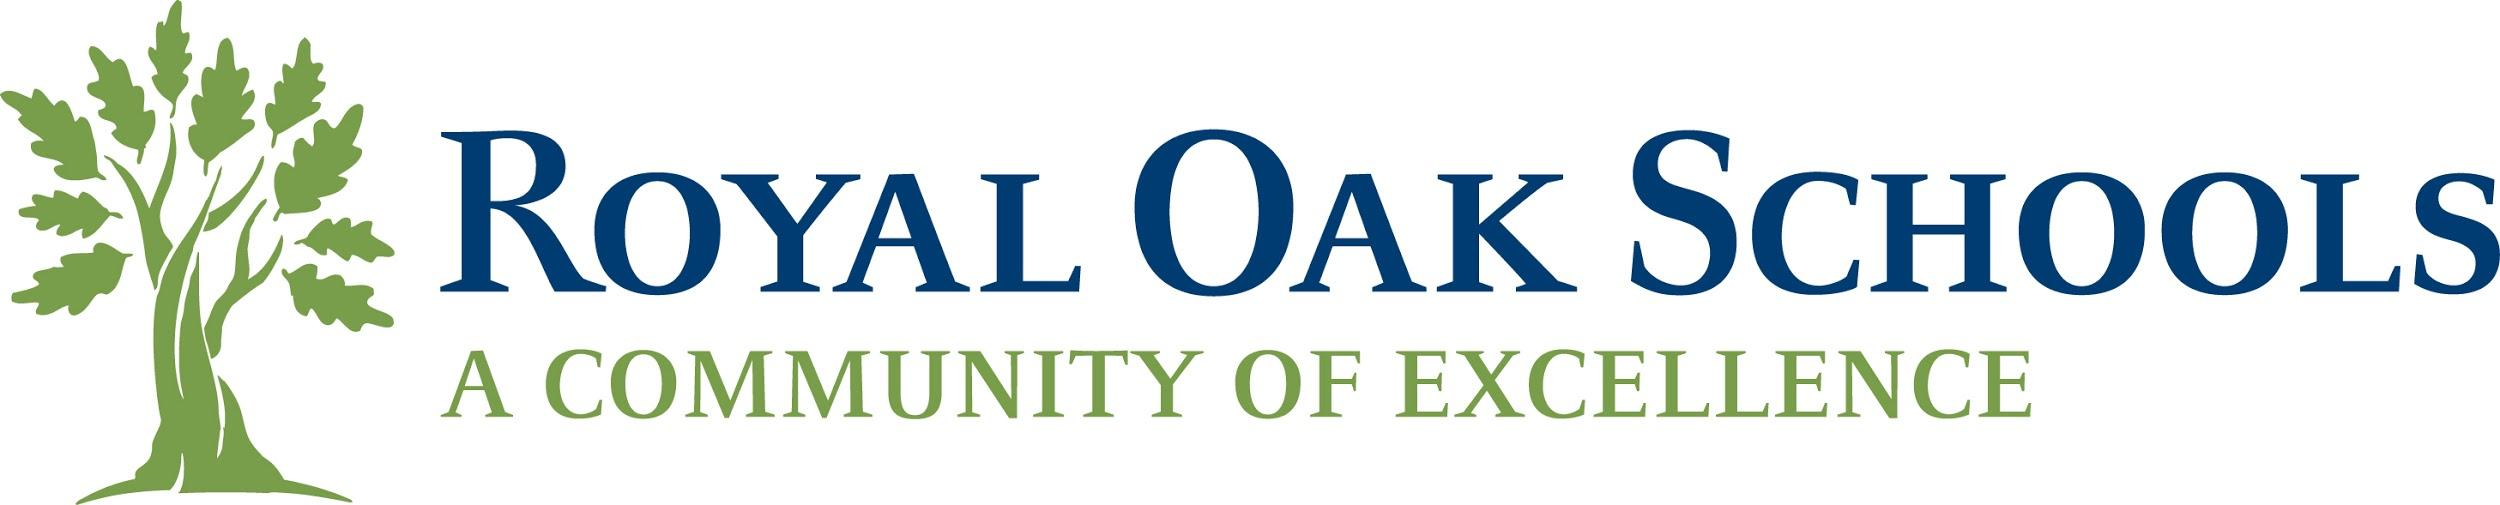 ROYAL OAK SCHOOLS
A COMMUNITY OF EXCELLENCE